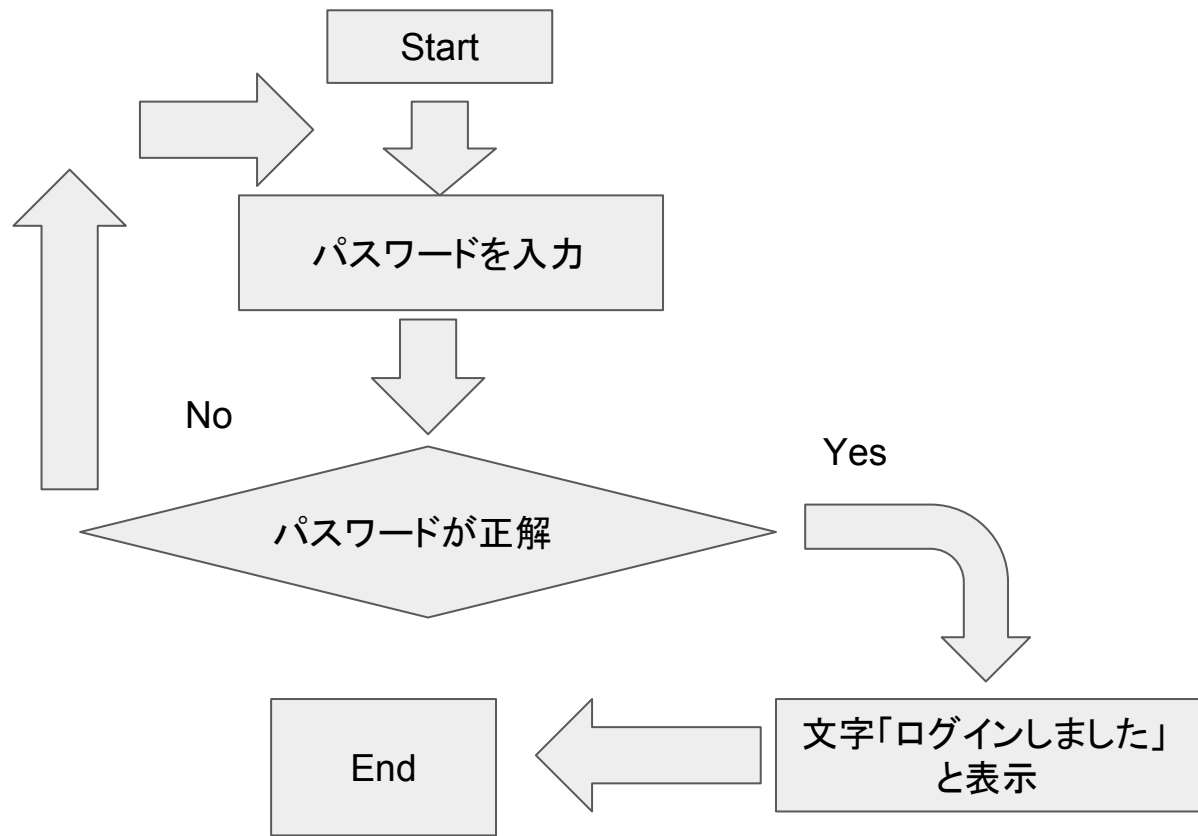 Start
パスワードを入力
No
Yes
パスワードが正解
文字「ログインしました」
と表示
End